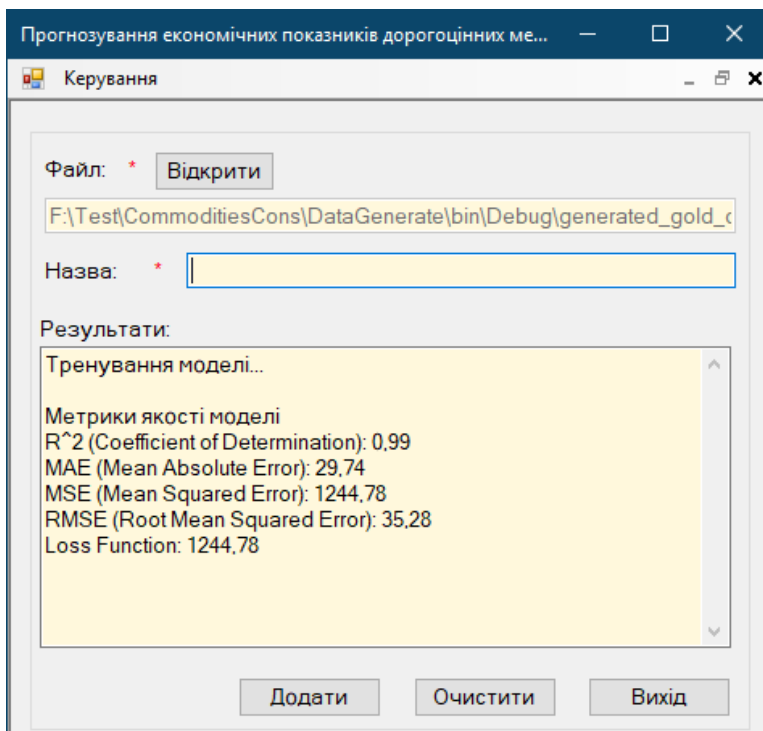 Прогнозування економічних показників дорогоцінних ме...
Керування
Файл: * Відкрити
F:\Test\CommoditiesCons\DataGenerate\bin\Debug\generated_gold_
Назва: *
Результати:
Тренування моделі...
Метрики якості моделі
R^2 (Coefficient of Determination): 0,99
MAE (Mean Absolute Error): 29,74
MSE (Mean Squared Error): 1244,78
RMSE (Root Mean Squared Error): 35,28
Loss Function: 1244,78
Додати Очистити Вихід